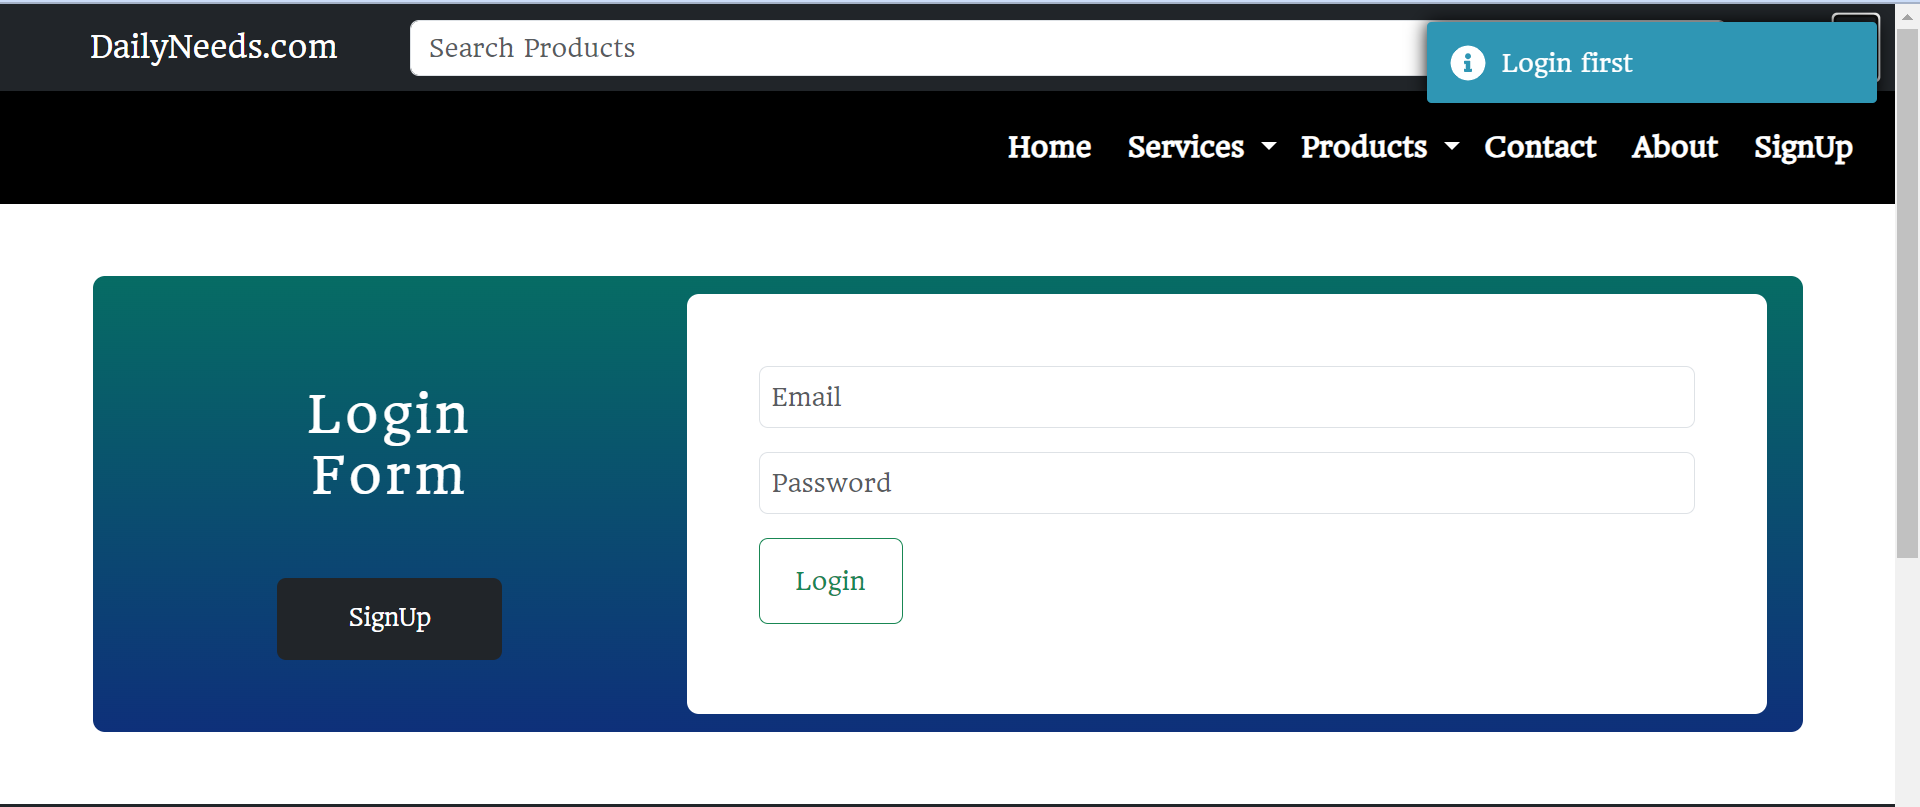 DailyNeeds.com
Search Products
Login first
Home Services Products Contact About SignUp
Login
Form
SignUp
Email
Password
Login